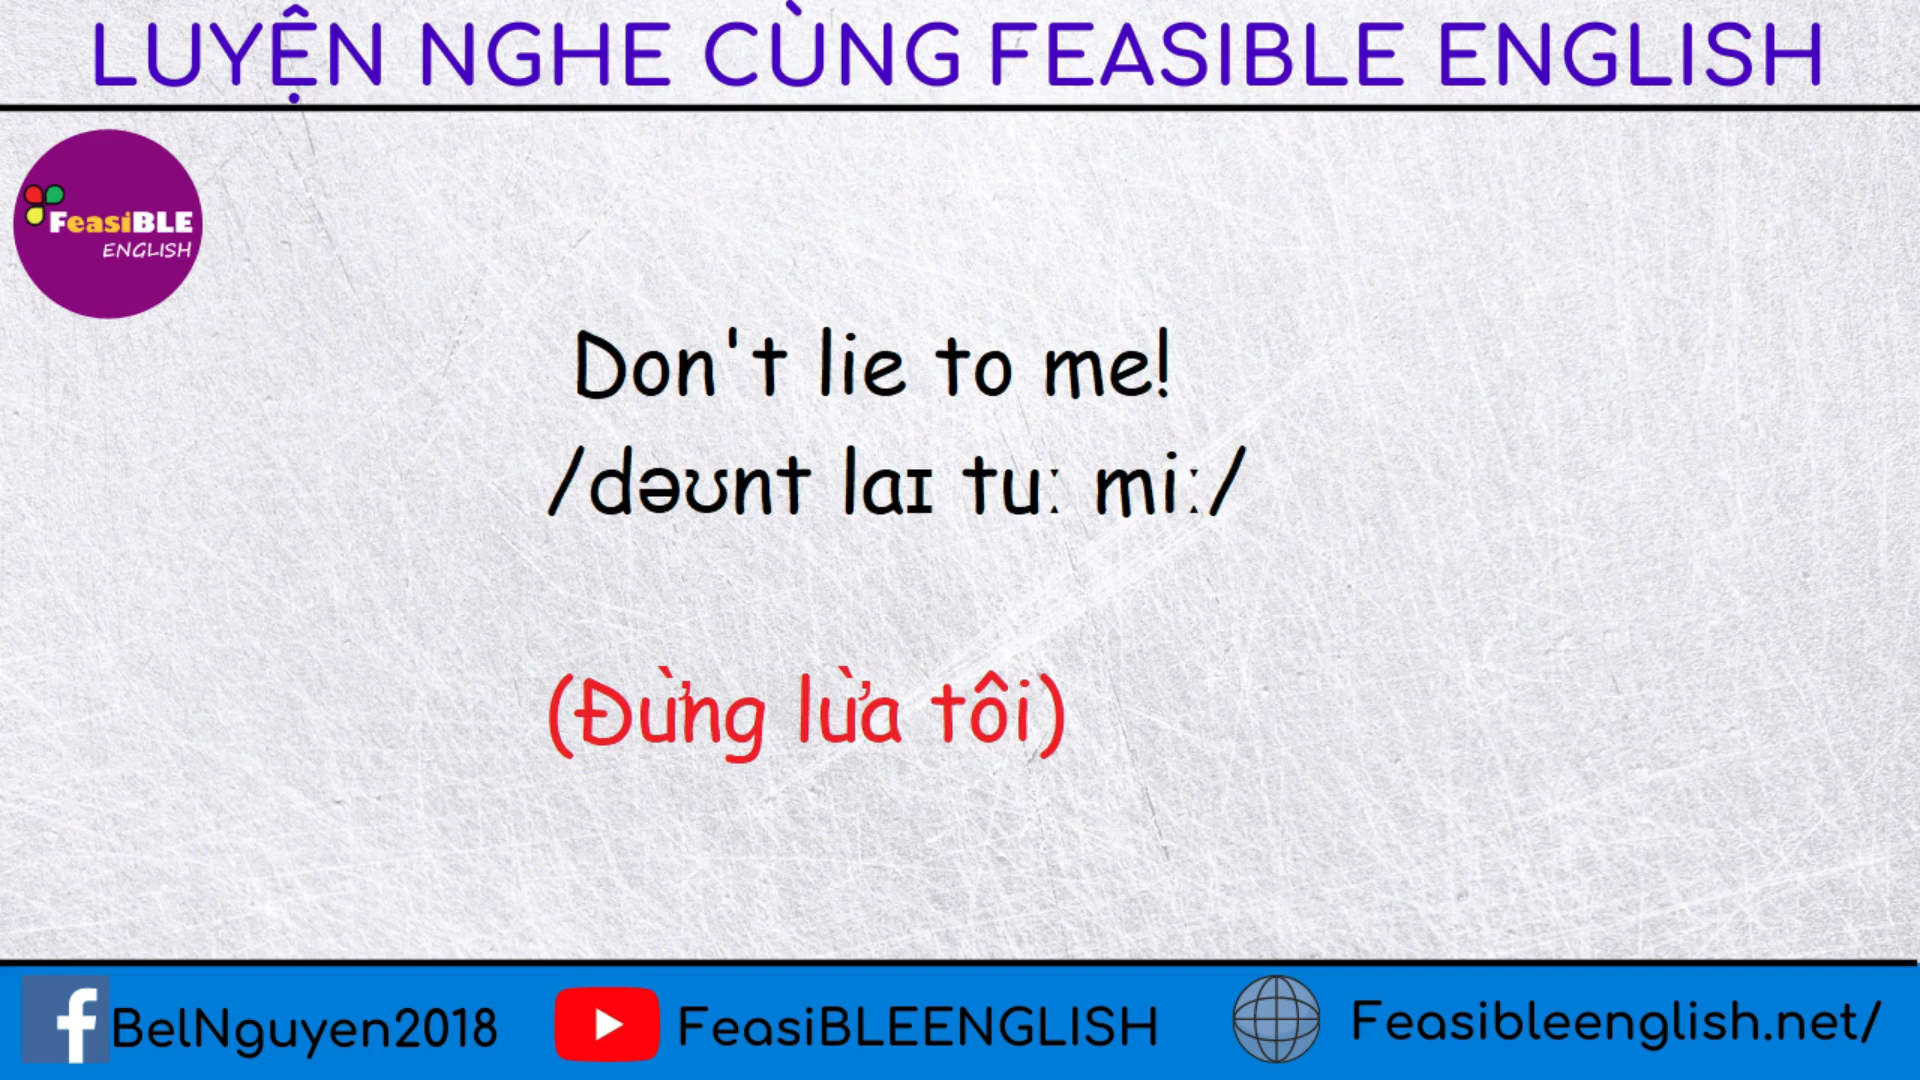 LUYỆN NGHE CÙNG FEASIBLE ENGLISH
FeasiBLE
ENGLISH
Don't lie to me!
/dəʊnt laɪ tuː miː/
(Đừng lừa tôi)
BelNguyen2018
FeasiBLEENGLISH
Feasibleenglish.net/